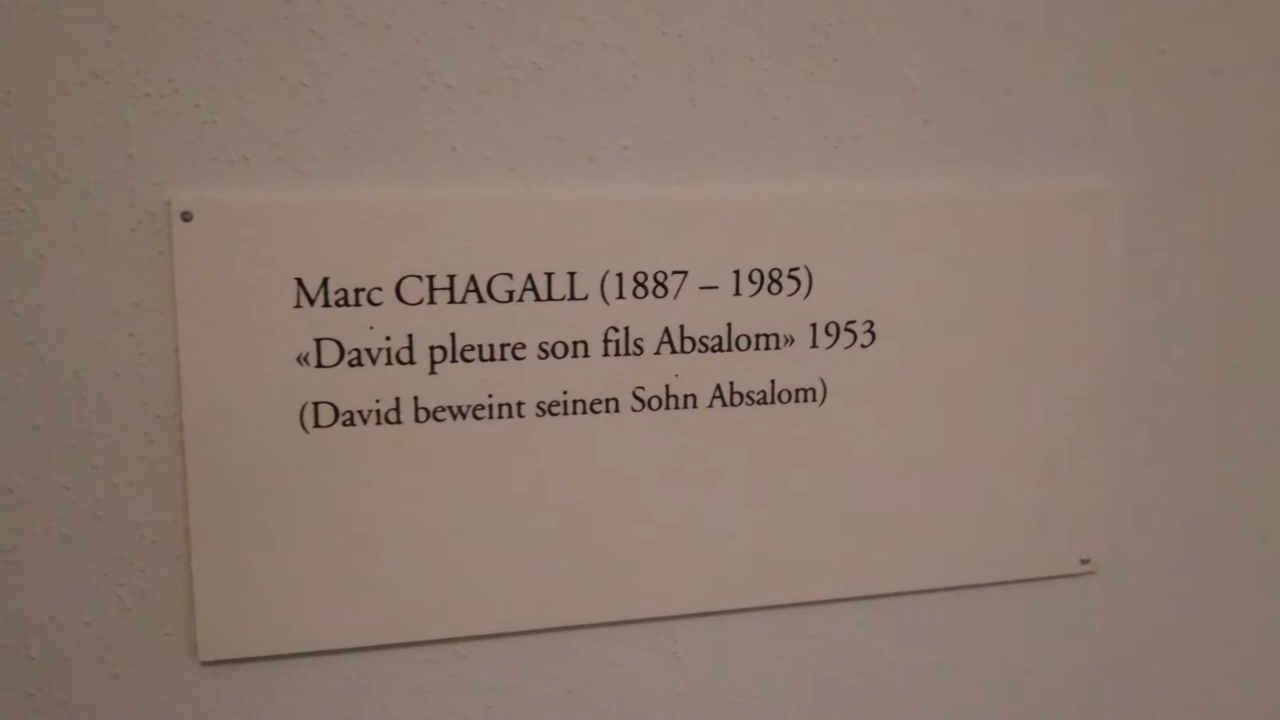 Marc CHAGALL (1887 – 1985)
«David pleure son fils Absalom» 1953
(David beweint seinen Sohn Absalom)